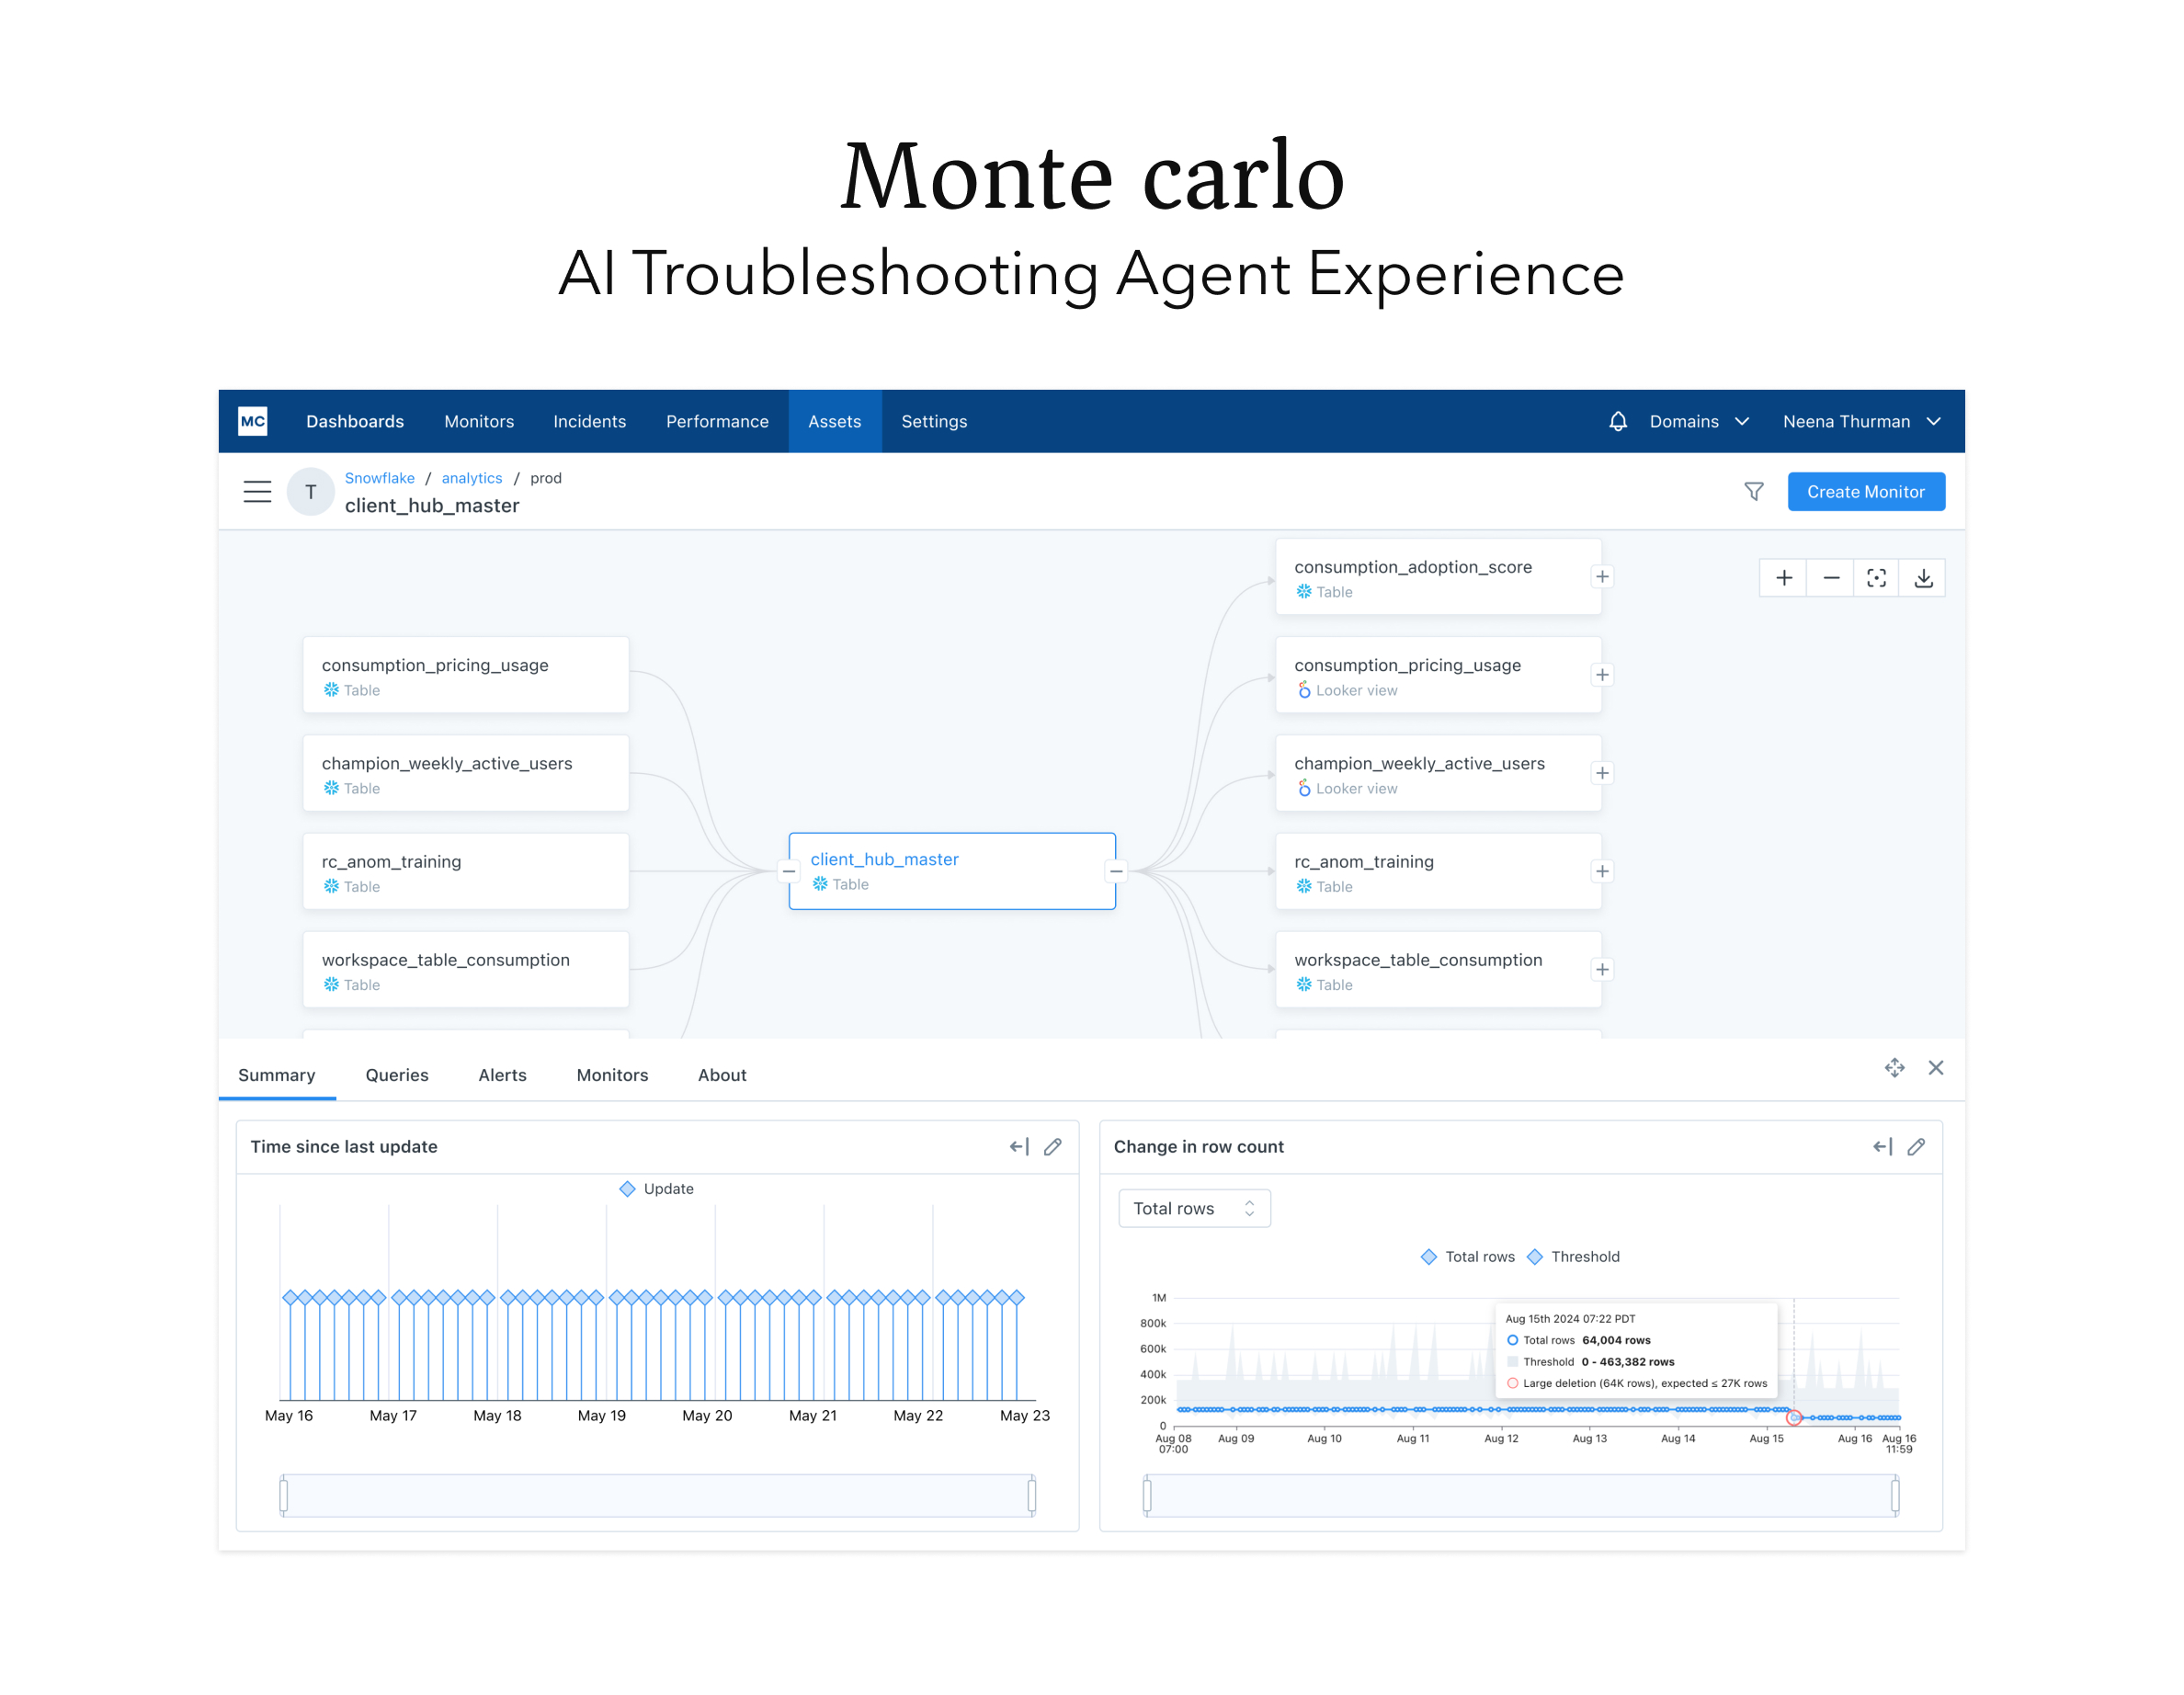 Monte carlo
AI Troubleshooting Agent Experience
MC Dashboards Monitors Incidents Performance Assets Settings Domains Neena Thurman
T
Snowflake / analytics / prod
client_hub_master
Create Monitor
consumption_adoption_score
Table
consumption_pricing_usage
Table
consumption_pricing_usage
Looker view
champion_weekly_active_users
Table
champion_weekly_active_users
Looker view
rc_anom_training
Table
client_hub_master
Table
rc_anom_training
Table
workspace_table_consumption
Table
workspace_table_consumption
Table
Summary Queries Alerts Monitors About
Time since last update
Update
May 16 May 17 May 18 May 19 May 20 May 21 May 22 May 23
Change in row count
Total rows
Total rows Threshold
1M
800k
600k
400k
200k
0
Aug 15th 2024 07:22 PDT
Total rows 64,004 rows
Threshold 0 - 463,382 rows
Large deletion (64K rows), expected ≤ 27K rows
Aug 08 Aug 09 Aug 10 Aug 11 Aug 12 Aug 13 Aug 14 Aug 15 Aug 16 Aug 16
07:00 11:59